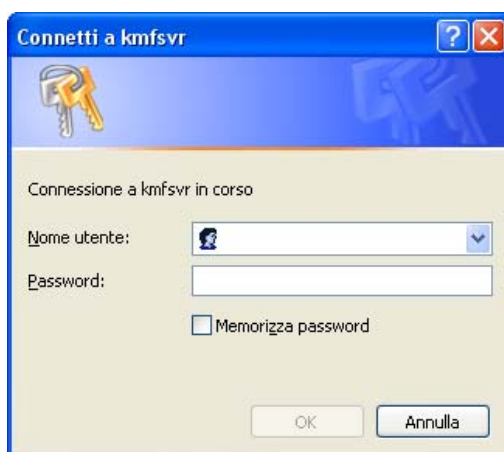 Connetti a kmfsvr
?
Connessione a kmfsvr in corso
Nome utente:
Password:
Memorizza password
OK
Annulla